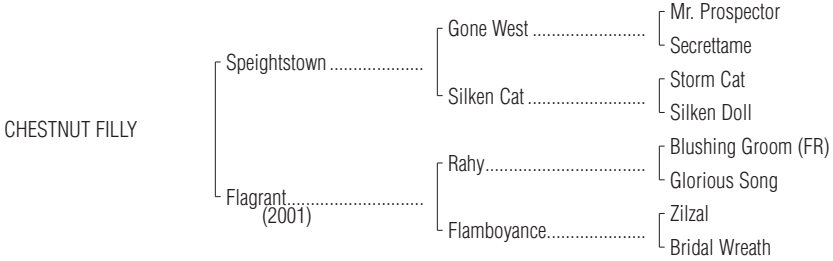 Mr. Prospector
Gone West ........................
Secrettame
Speightstown ....................
Storm Cat
Silken Cat .........................
Silken Doll
CHESTNUT FILLY
Blushing Groom (FR)
Rahy..................................
Glorious Song
Flagrant.............................
(2001)
Zilzal
Flamboyance.....................
Bridal Wreath